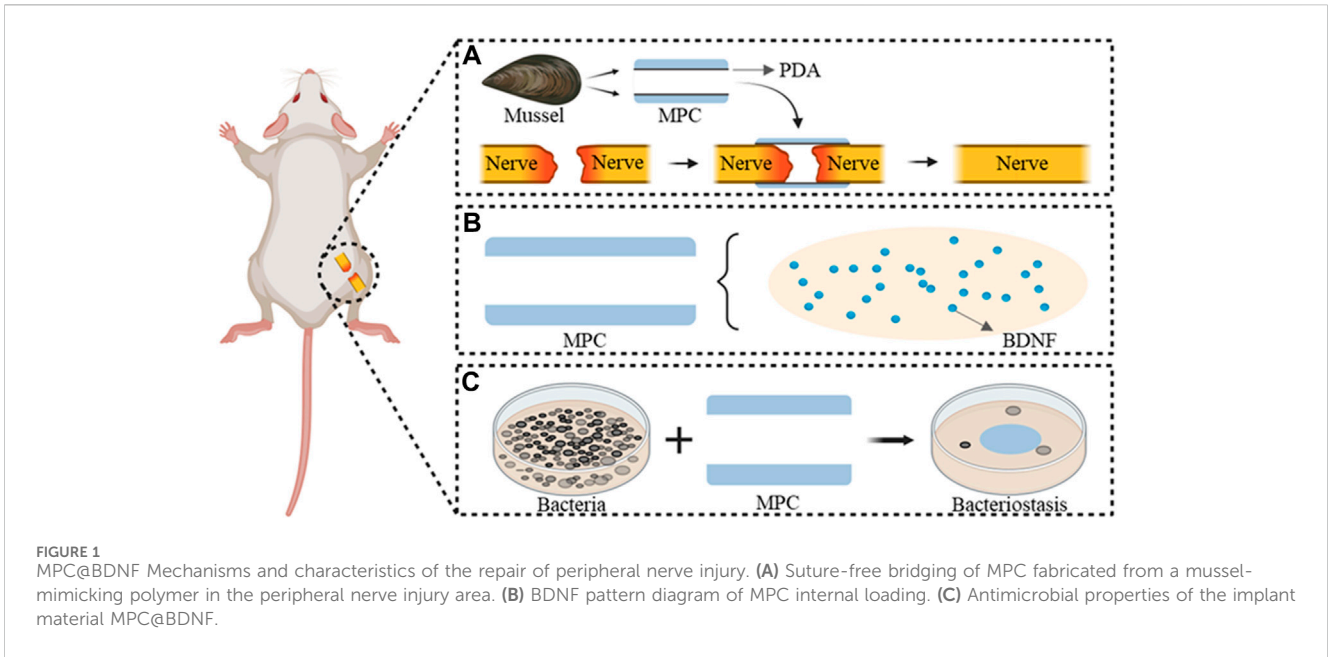 A
PDA
Mussel
MPC
Nerve Nerve Nerve Nerve Nerve
B
MPC
BDNF
C
Bacteria
MPC
Bacteriostasis
FIGURE 1
MPC@BDNF Mechanisms and characteristics of the repair of peripheral nerve injury. (A) Suture-free bridging of MPC fabricated from a mussel-
mimicking polymer in the peripheral nerve injury area. (B) BDNF pattern diagram of MPC internal loading. (C) Antimicrobial properties of the implant
material MPC@BDNF.